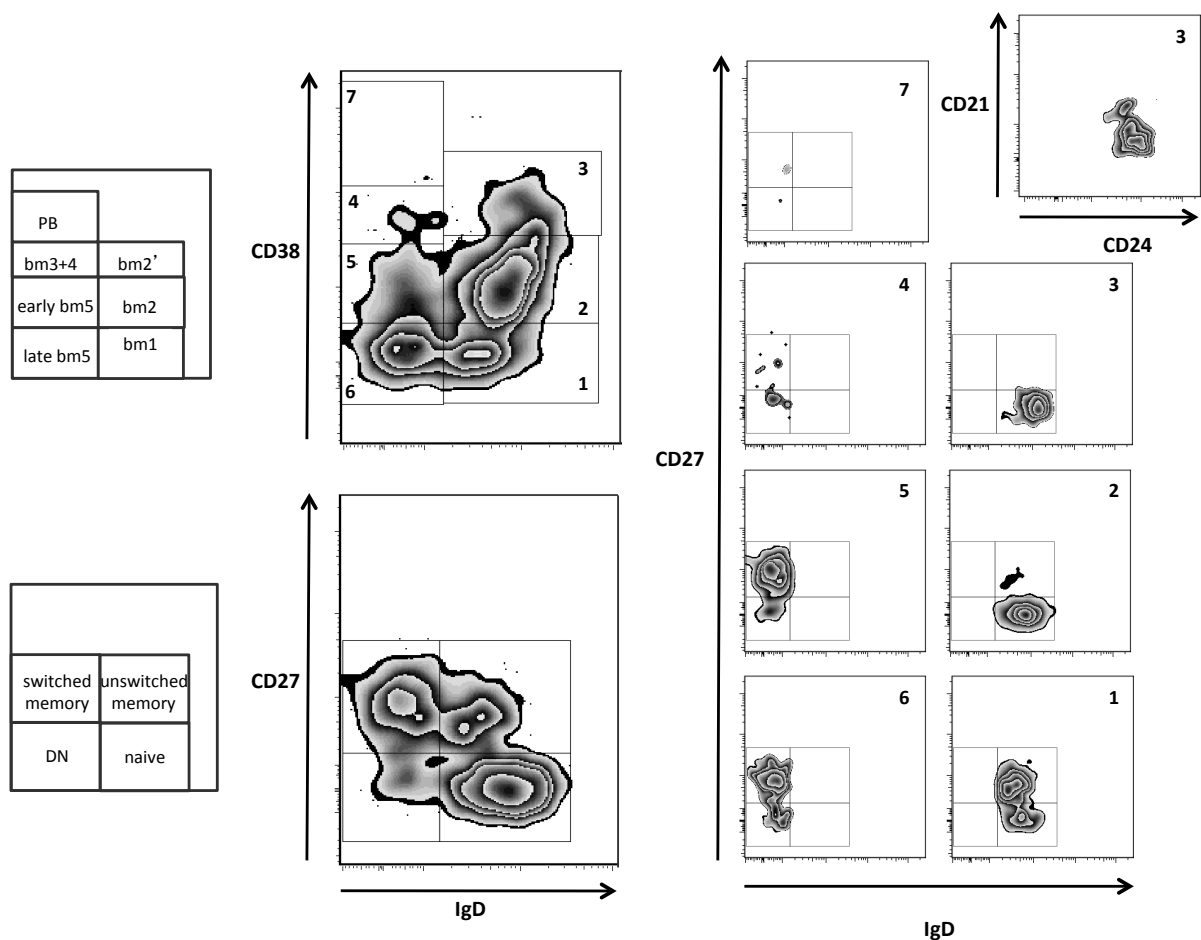 PB
bm3+4
bm2’
early bm5
bm2
late bm5
bm1
CD38
7
4
3
5
2
6
1
switched
memory
unswitched
memory
DN
naive
CD27
IgD
CD27
7
CD21
3
CD24
4
3
5
2
6
1
IgD